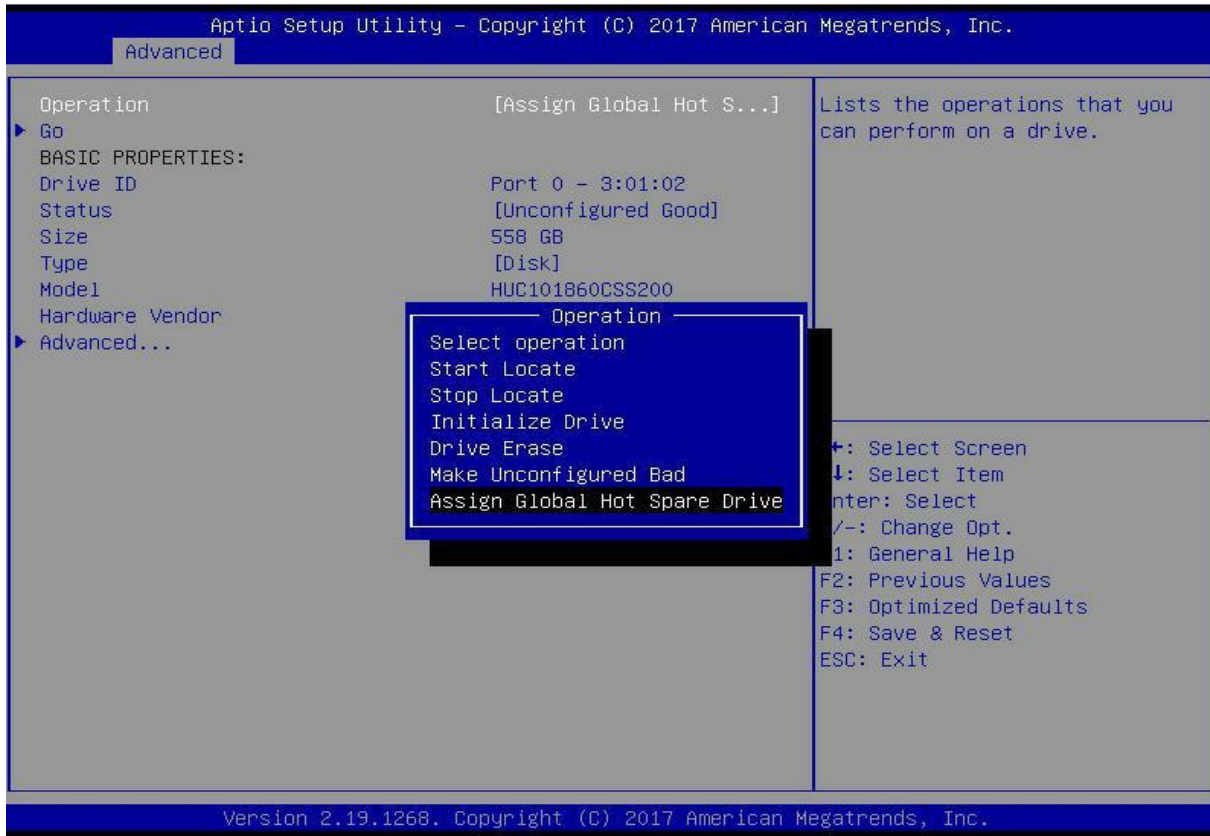 Aptio Setup Utility – Copyright (C) 2017 American Megatrends, Inc.
Advanced
Operation [Assign Global Hot S...]
Go
BASIC PROPERTIES:
Drive ID Port 0 – 3:01:02
Status [Unconfigured Good]
Size 558 GB
Type [Disk]
Model HUC101860CSS200
Hardware Vendor
Advanced...
Operation
Select operation
Start Locate
Stop Locate
Initialize Drive
Drive Erase
Make Unconfigured Bad
Assign Global Hot Spare Drive
Lists the operations that you
can perform on a drive.
: Select Screen
: Select Item
nter: Select
/-: Change Opt.
1: General Help
F2: Previous Values
F3: Optimized Defaults
F4: Save & Reset
ESC: Exit
Version 2.19.1268. Copyright (C) 2017 American Megatrends, Inc.